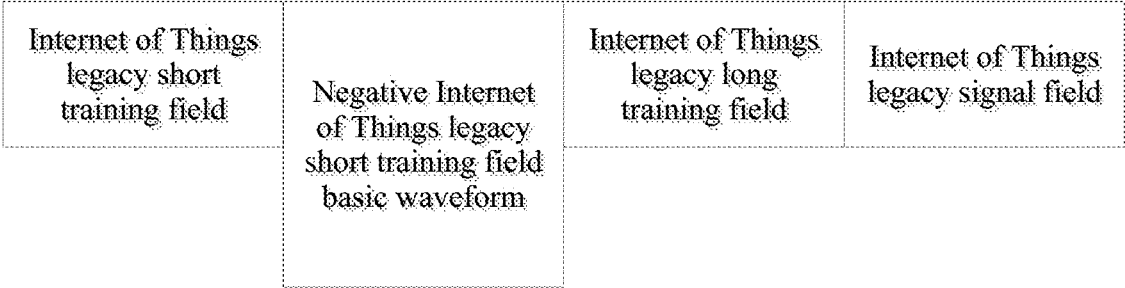 Internet of Things
legacy short
training field
Negative Internet
of Things legacy
short training field
basic waveform
Internet of Things
legacy long
training field
Internet of Things
legacy signal field